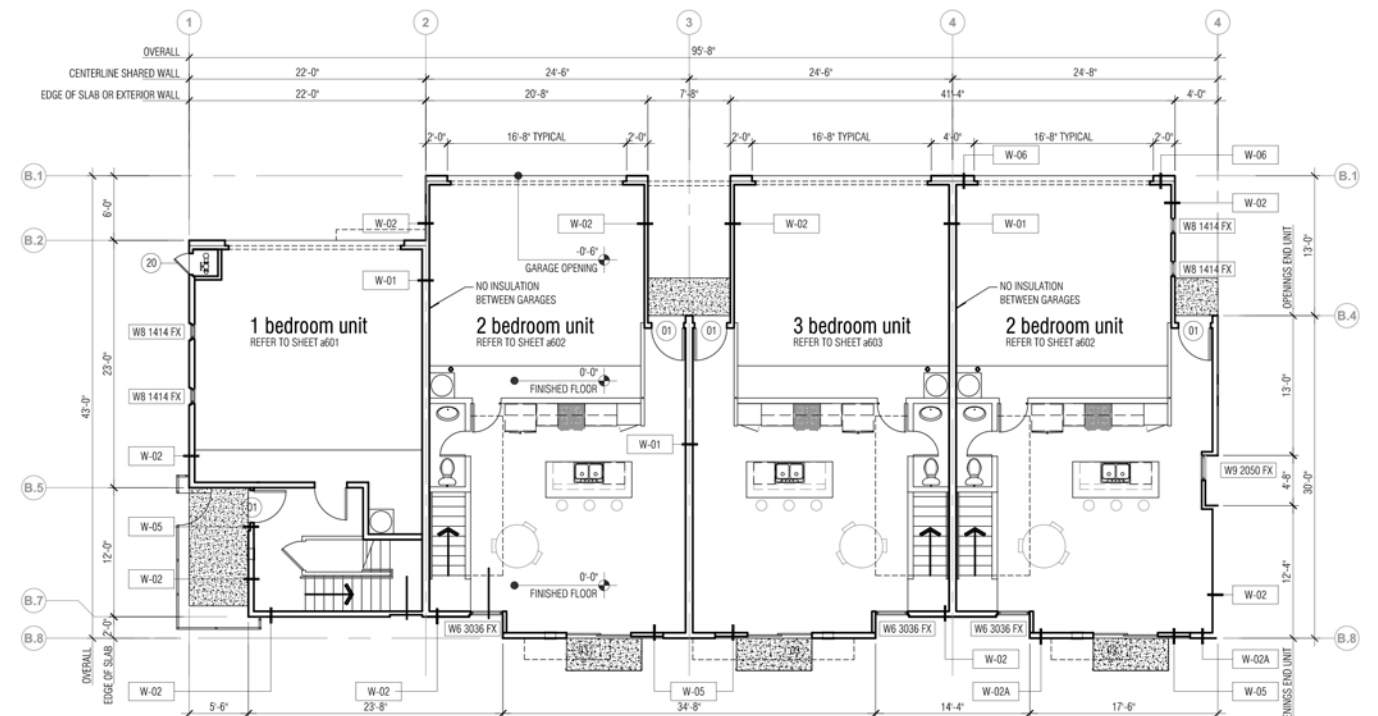 1 2 3 4 4
OVERALL 95'-8"
CENTERLINE SHARED WALL 22'-0" 24'-6" 24'-6" 24'-8"
EDGE OF SLAB OR EXTERIOR WALL 22'-0" 20'-8" 7'-8" 41'-4" 4'-0"
2'-0" 16'-8" TYPICAL 2'-0" 2'-0" 16'-8" TYPICAL 4'-0" 16'-8" TYPICAL 2'-0"
W-06 W-06
B.1 B.1
6'-0"
W-02
W-02 W-02 W-02 W-01
W8 1414 FX
B.2
13'-0"
OPENINGS END UNIT
20
-0'-6"
GARAGE OPENING
W8 1414 FX
W-01
NO INSULATION
BETWEEN GARAGES
NO INSULATION
BETWEEN GARAGES
B.4
1 bedroom unit
REFER TO SHEET a601
2 bedroom unit
REFER TO SHEET a602
01 01
3 bedroom unit
REFER TO SHEET a603
2 bedroom unit
REFER TO SHEET a602
01
W8 1414 FX
23'-0"
43'-0"
0'-0"
FINISHED FLOOR
13'-0"
W8 1414 FX
W-01
W-02
W9 2050 FX
4'-8"
30'-0"
B.5
01
W-05
12'-0"
W-02
0'-0"
FINISHED FLOOR
12'-4"
W-02
B.7
W6 3036 FX W6 3036 FX W6 3036 FX
B.8 B.8
2'-0"
OVERALL
EDGE OF SLAB
W-02 W-02A
W-02 W-02 W-05 W-02A W-05
5'-6" 23'-8" 34'-8" 14'-4" 17'-6"